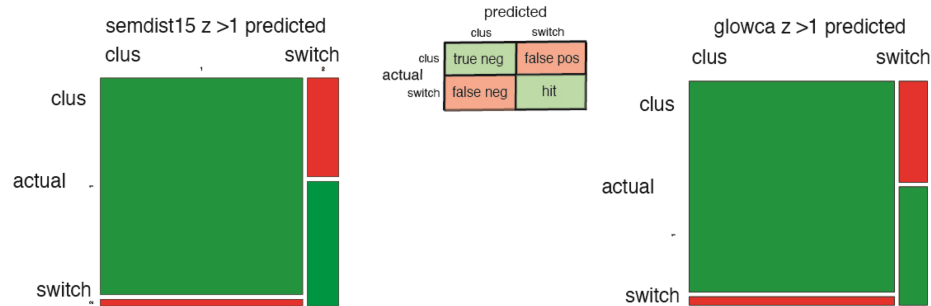 semdist15 z >1 predicted
clus switch
clus
actual
switch
predicted
clus switch
clus true neg false pos
actual
switch false neg hit
glowca z >1 predicted
clus switch
clus
actual
switch